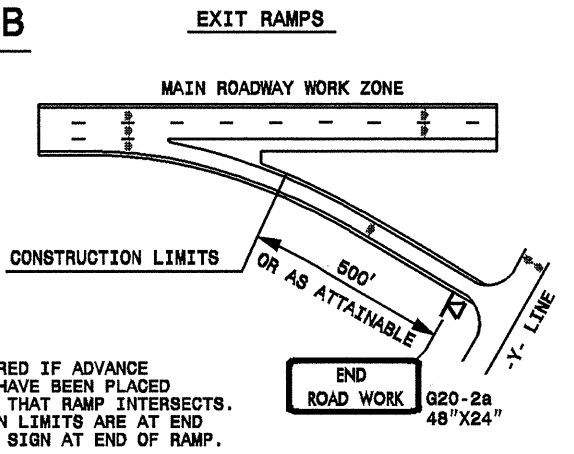 B
EXIT RAMPS
MAIN ROADWAY WORK ZONE
CONSTRUCTION LIMITS
500'
OR AS ATTAINABLE
-Y- LINE
END
ROAD WORK
G20-2a
48"X24"
RED IF ADVANCE
HAVE BEEN PLACED
THAT RAMP INTERSECTS.
N LIMITS ARE AT END
SIGN AT END OF RAMP.